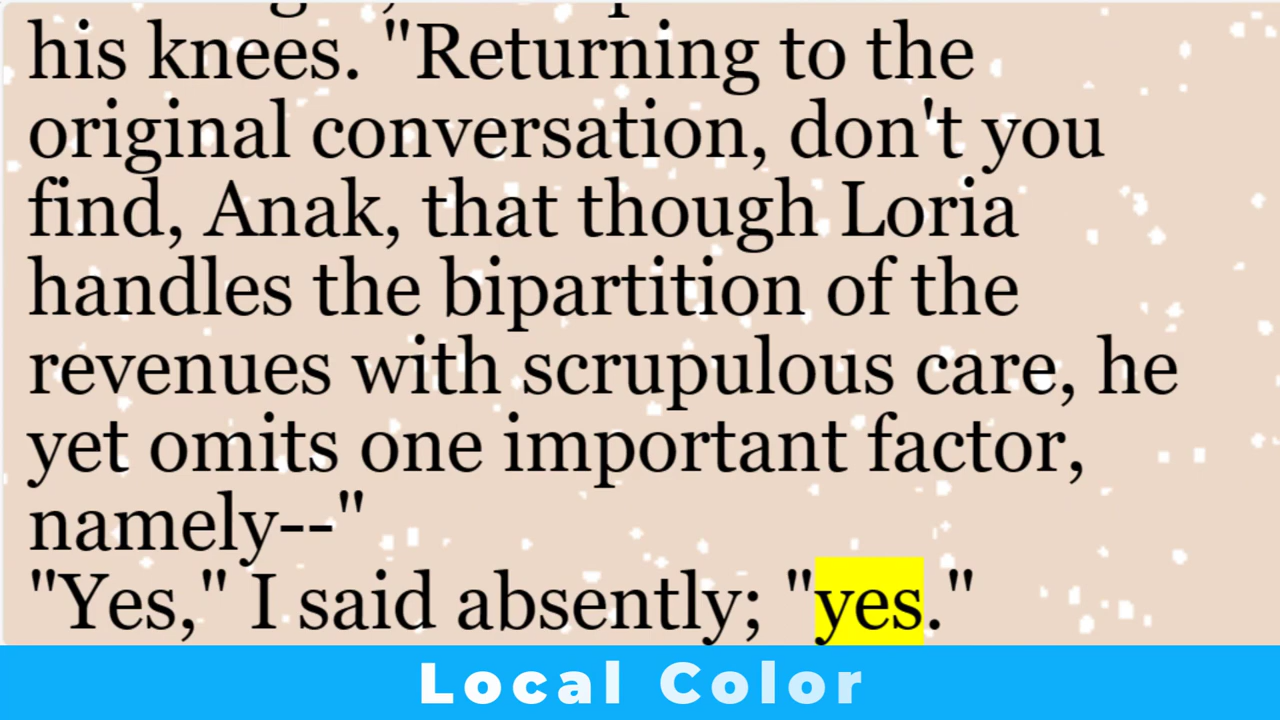 his knees. "Returning to the
original conversation, don't you
find, Anak, that though Loria
handles the bipartition of the
revenues with scrupulous care, he
yet omits one important factor,
namely--"
"Yes," I said absently; "yes."
Local Color